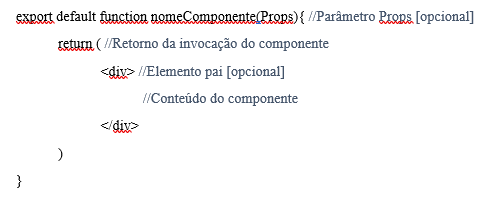 export default function nomeComponente(Props){ //Parâmetro Props [opcional]
return ( //Retorno da invocação do componente
<div> //Elemento pai [opcional]
//Conteúdo do componente
</div>
)
}